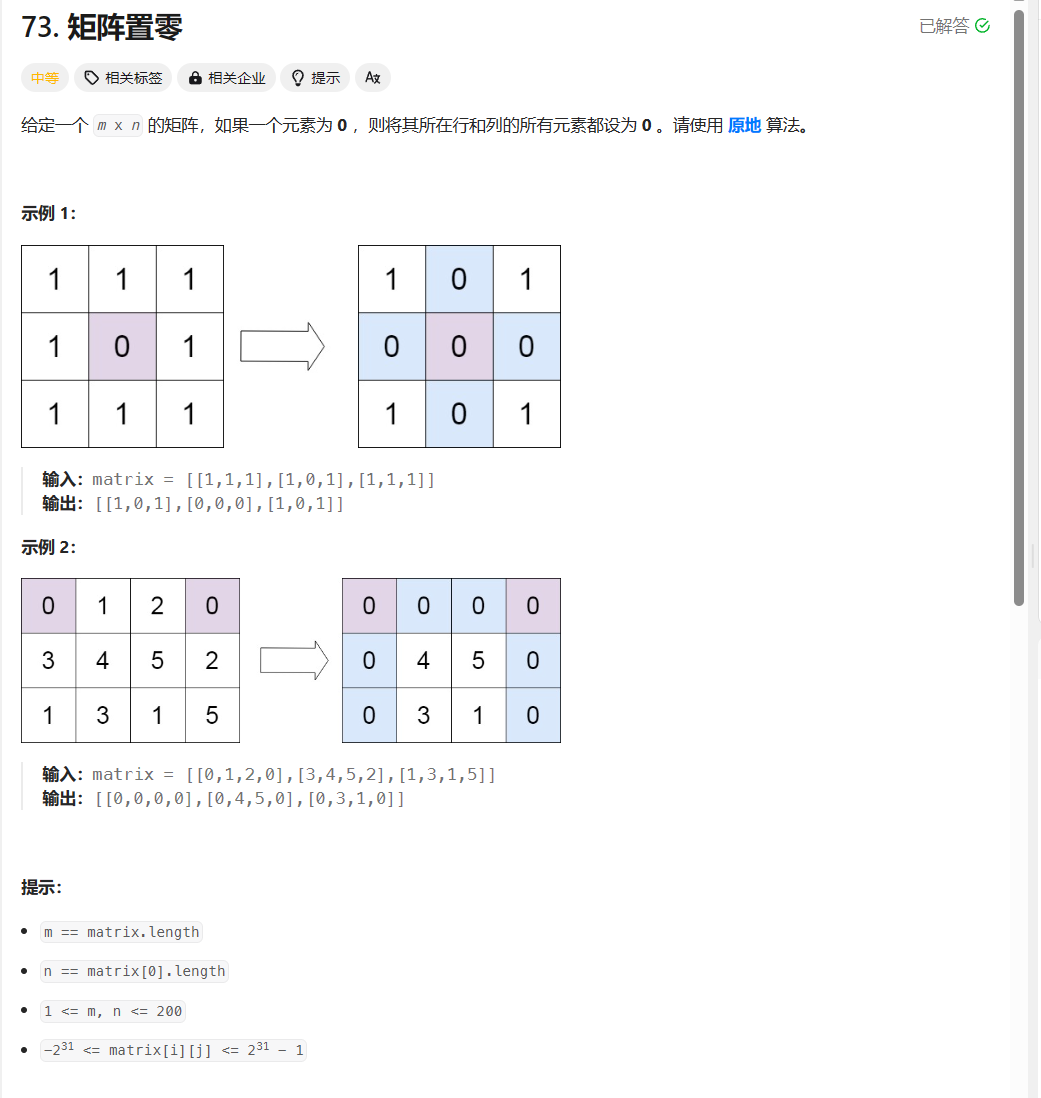 73. 矩阵置零
已解答
中等 相关标签 相关企业 提示
给定一个 m x n 的矩阵，如果一个元素为 0 ，则将其所在行和列的所有元素都设为 0 。请使用 原地 算法。
示例 1：
1 1 1 1 0 1
1 0 1 0 0 0
1 1 1 1 0 1
输入：matrix = [[1,1,1],[1,0,1],[1,1,1]]
输出：[[1,0,1],[0,0,0],[1,0,1]]
示例 2：
0 1 2 0 0 0 0 0
3 4 5 2 0 4 5 0
1 3 1 5 0 3 1 0
输入：matrix = [[0,1,2,0],[3,4,5,2],[1,3,1,5]]
输出：[[0,0,0,0],[0,4,5,0],[0,3,1,0]]
提示：
m == matrix.length
n == matrix[0].length
1 <= m, n <= 200
-2³¹ <= matrix[i][j] <= 2³¹ - 1